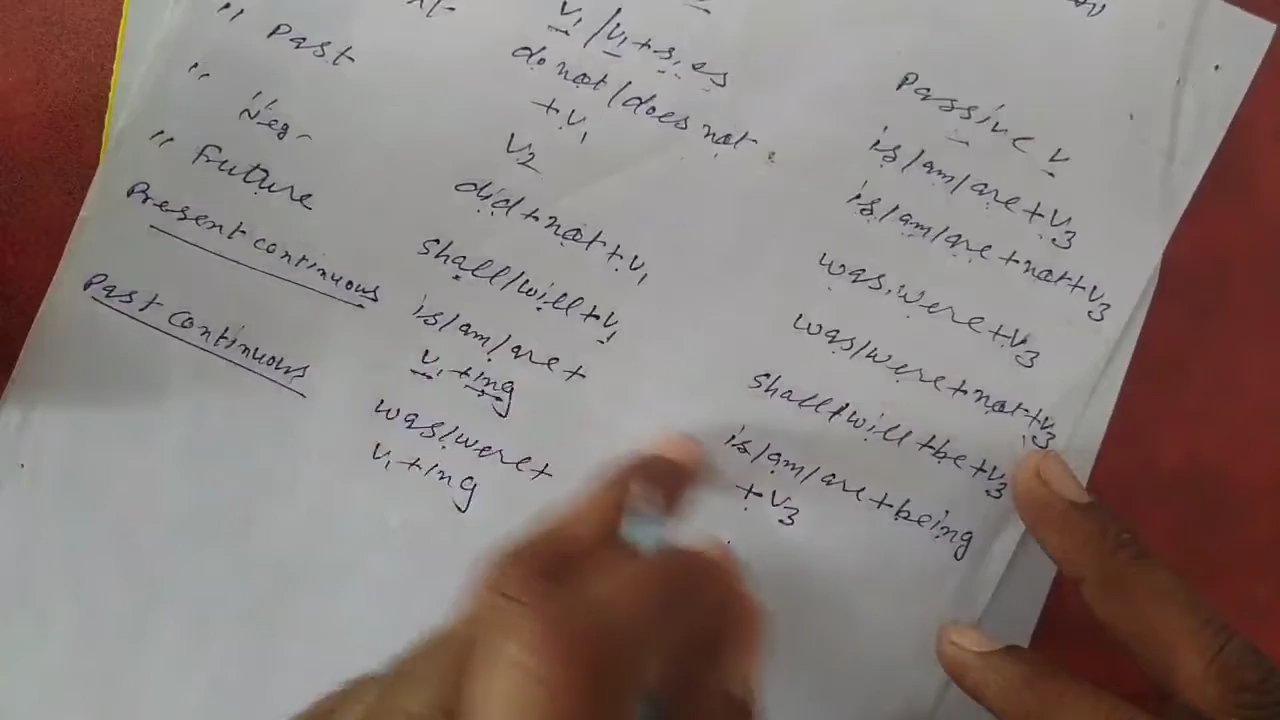 V1/V1+s, es
Passive V
" Past
do not/does not
+V1
is/am/are+V3
" Neg-
V2
is/am/are+not+V3
" Future
did+not+V1
was/were+V3
Present continuous
shall/will+V1
was/were+not+V3
Past continuous
is/am/are+
V1+ing
shall+will+be+V3
was/were+
V1+ing
is/am/are+being
+V3